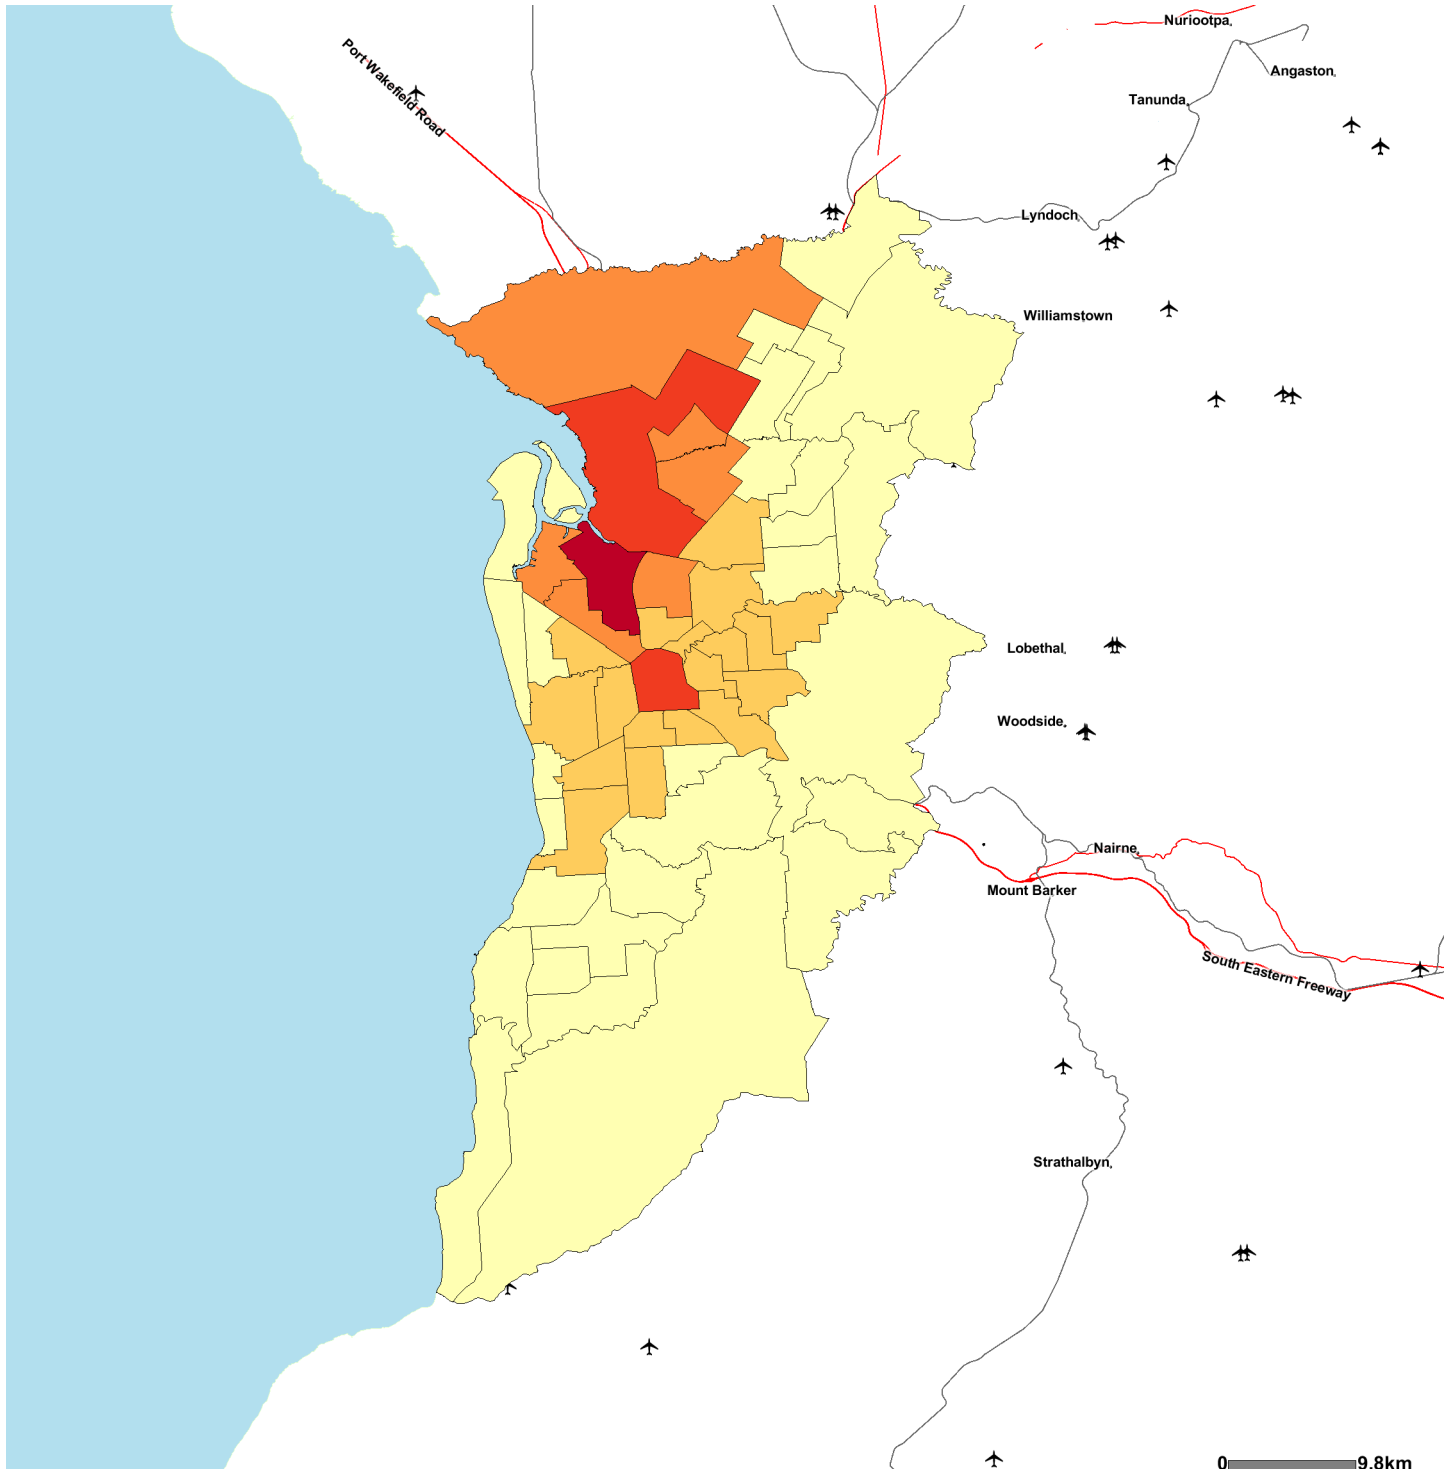 Nuriootpa
Port Wakefield Road
Angaston
Tanunda
Lyndoch
Williamstown
Lobethal
Woodside
Nairne
Mount Barker
South Eastern Freeway
Strathalbyn
0 9.8km